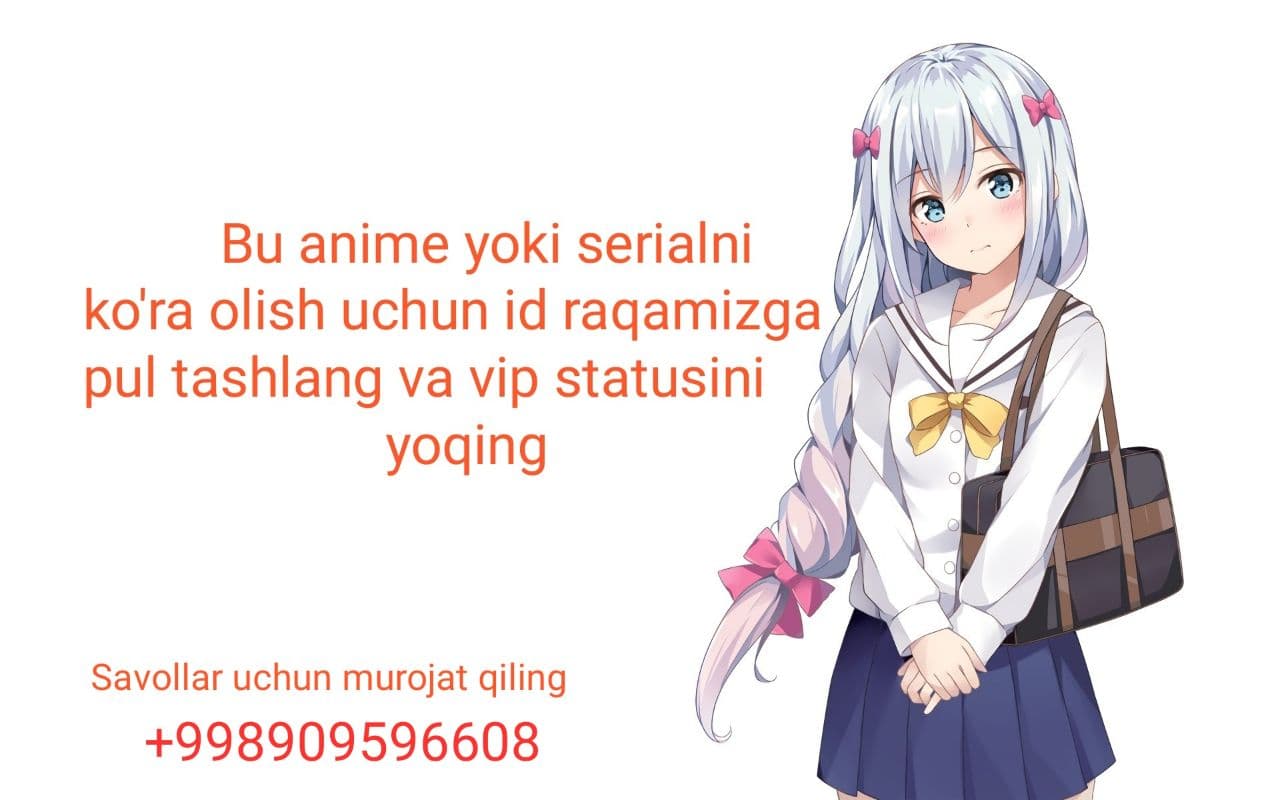 Bu anime yoki serialni
ko'ra olish uchun id raqamizga
pul tashlang va vip statusini
yoqing
Savollar uchun murojat qiling
+998909596608